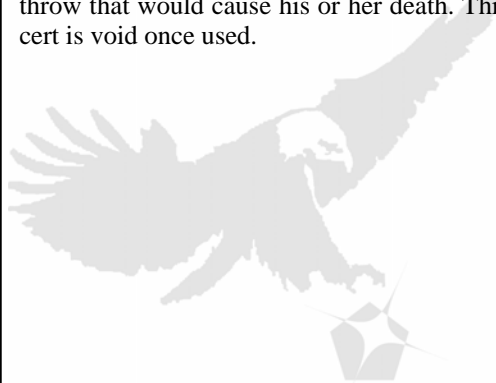 throw that would cause his or her death. Thi
cert is void once used.